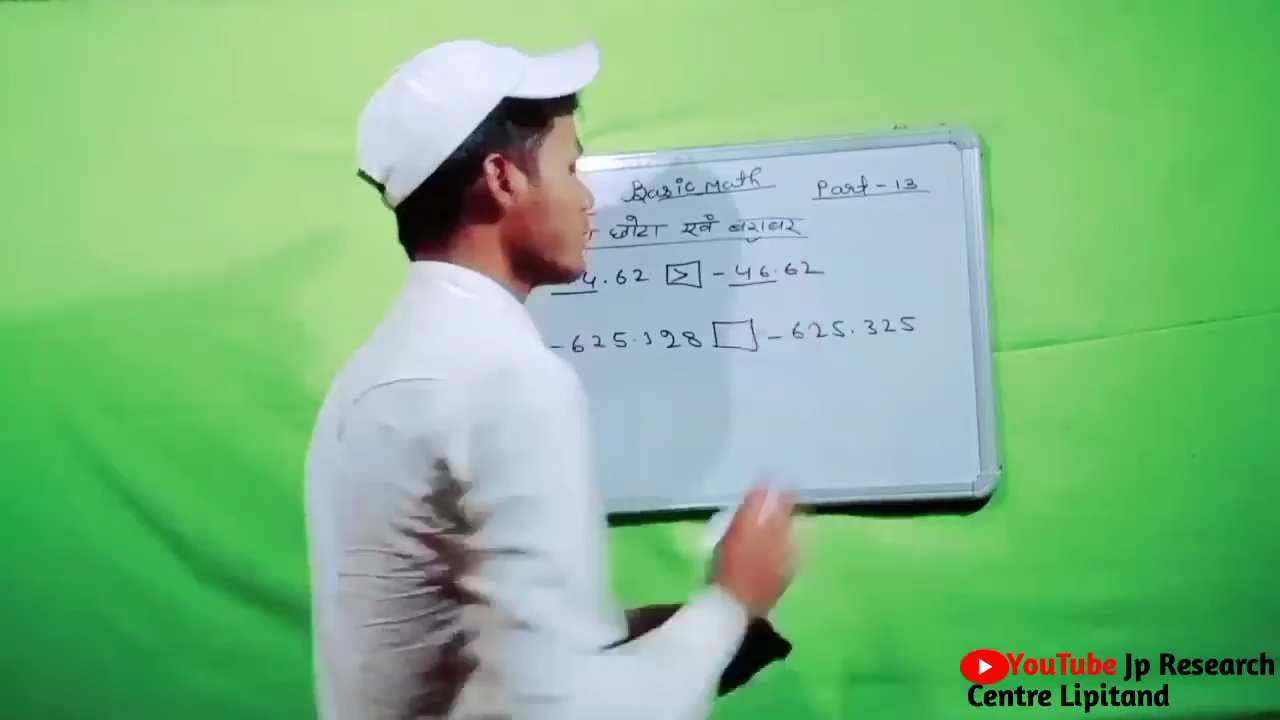 Basic Math Part - 13
छोटा एवं बराबर
4.62 > - 46.62
- 625.128 - 625.325
YouTube Jp Research
Centre Lipitand